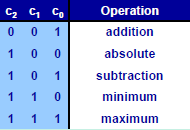 c2 c1 c0 Operation
0 0 1 addition
1 0 0 absolute
1 0 1 subtraction
1 1 0 minimum
1 1 1 maximum